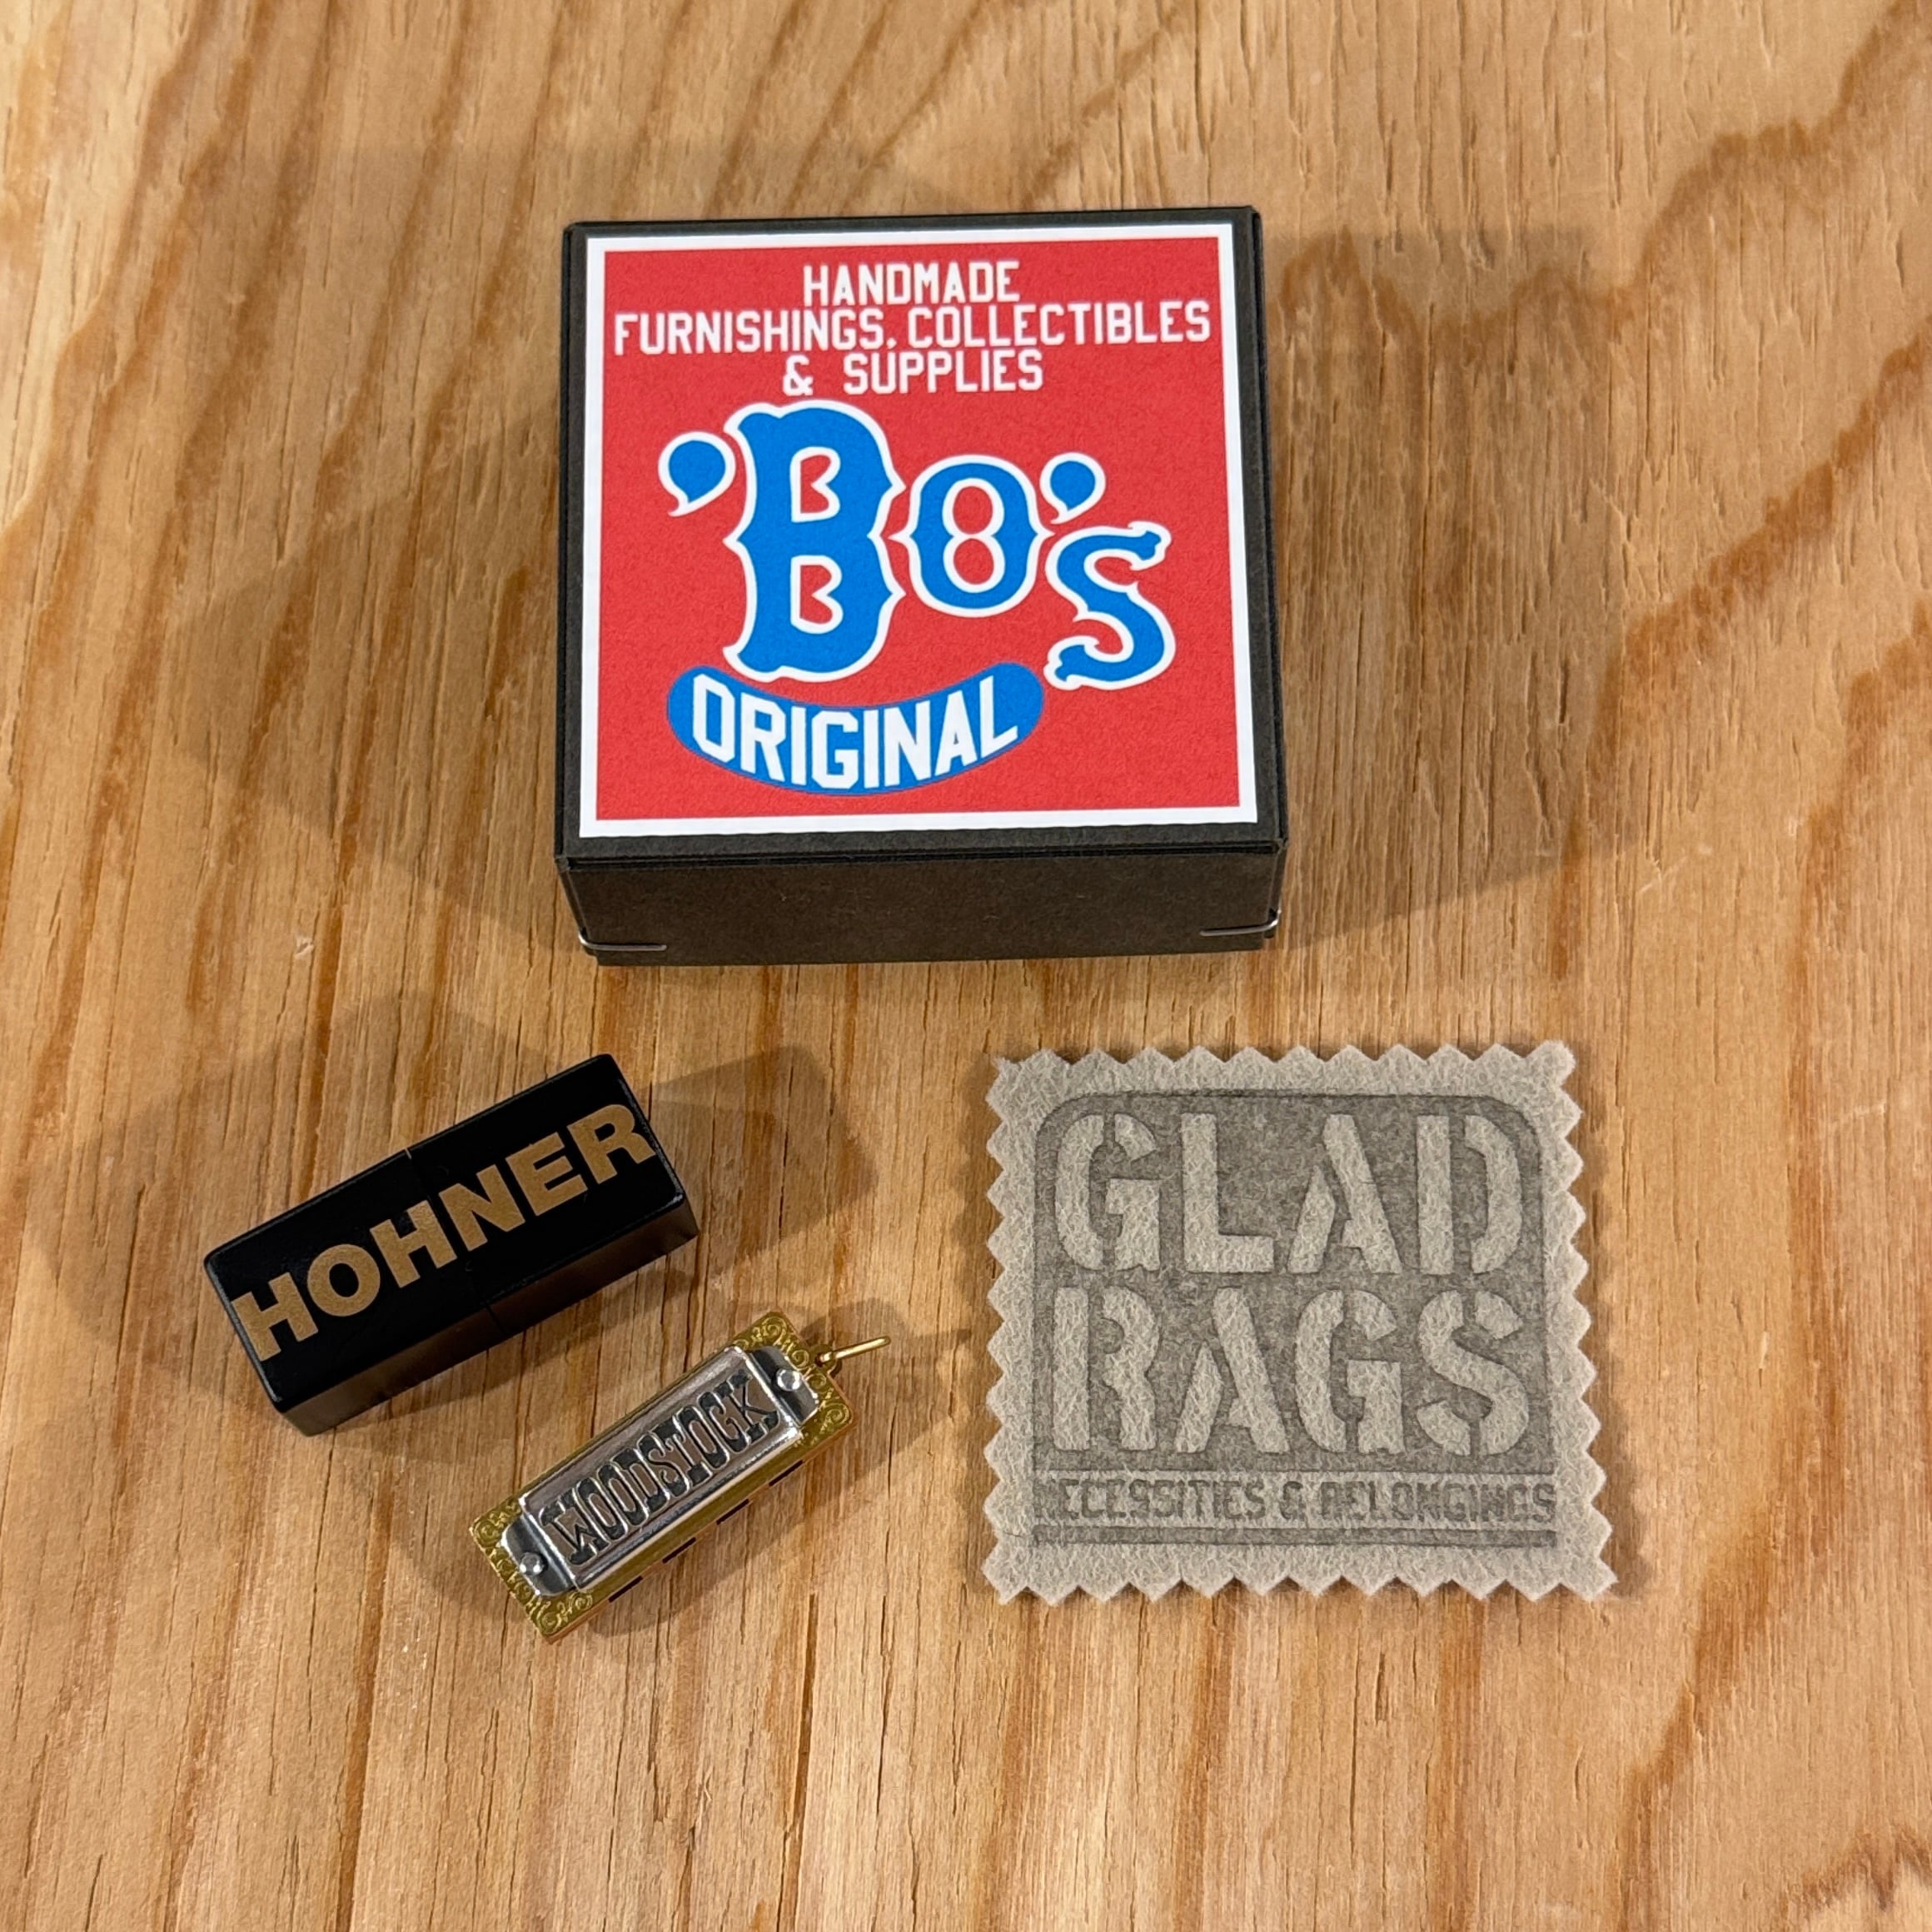 HANDMADE
FURNISHINGS, COLLECTIBLES
& SUPPLIES
'Bo's
ORIGINAL
HOHNER
WOODSTOCK
GLAD
RAGS
NECESSITIES & BELONGINGS